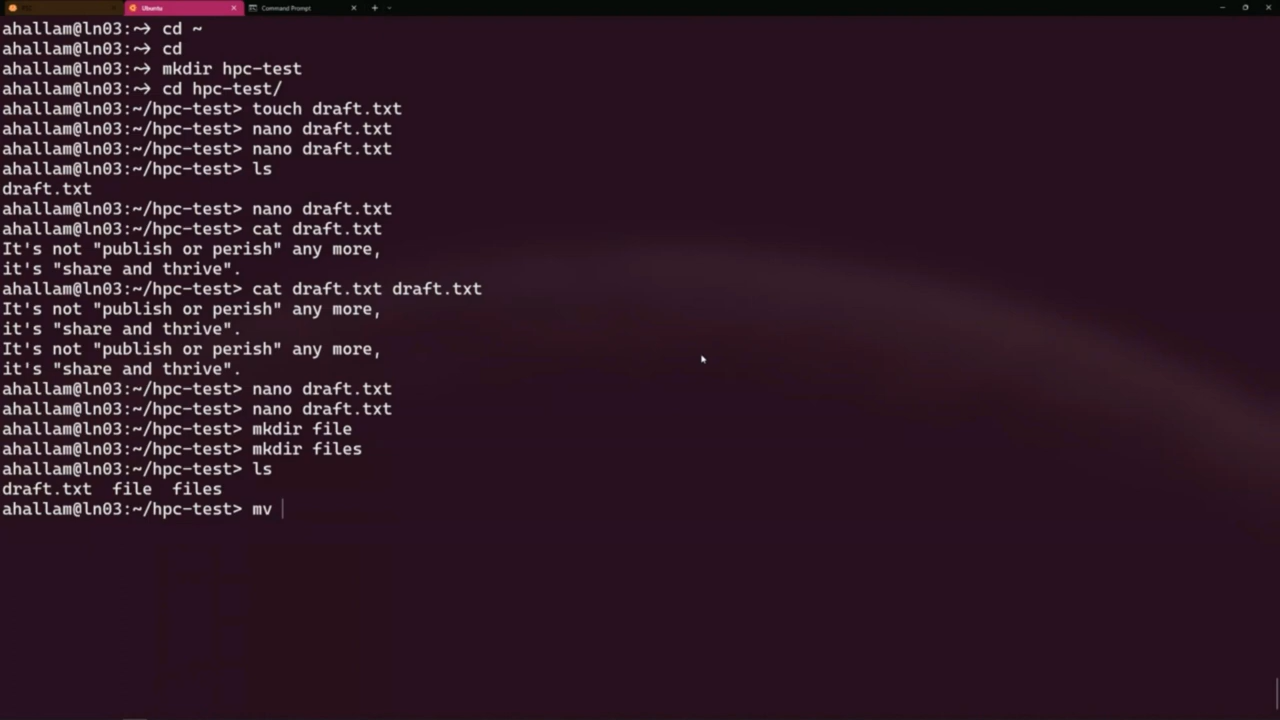 Ubuntu
Command Prompt
ahallam@ln03:~> cd ~
ahallam@ln03:~> cd
ahallam@ln03:~> mkdir hpc-test
ahallam@ln03:~> cd hpc-test/
ahallam@ln03:~/hpc-test> touch draft.txt
ahallam@ln03:~/hpc-test> nano draft.txt
ahallam@ln03:~/hpc-test> nano draft.txt
ahallam@ln03:~/hpc-test> ls
draft.txt
ahallam@ln03:~/hpc-test> nano draft.txt
ahallam@ln03:~/hpc-test> cat draft.txt
It's not "publish or perish" any more,
it's "share and thrive".
ahallam@ln03:~/hpc-test> cat draft.txt draft.txt
It's not "publish or perish" any more,
it's "share and thrive".
It's not "publish or perish" any more,
it's "share and thrive".
ahallam@ln03:~/hpc-test> nano draft.txt
ahallam@ln03:~/hpc-test> nano draft.txt
ahallam@ln03:~/hpc-test> mkdir file
ahallam@ln03:~/hpc-test> mkdir files
ahallam@ln03:~/hpc-test> ls
draft.txt  file  files
ahallam@ln03:~/hpc-test> mv